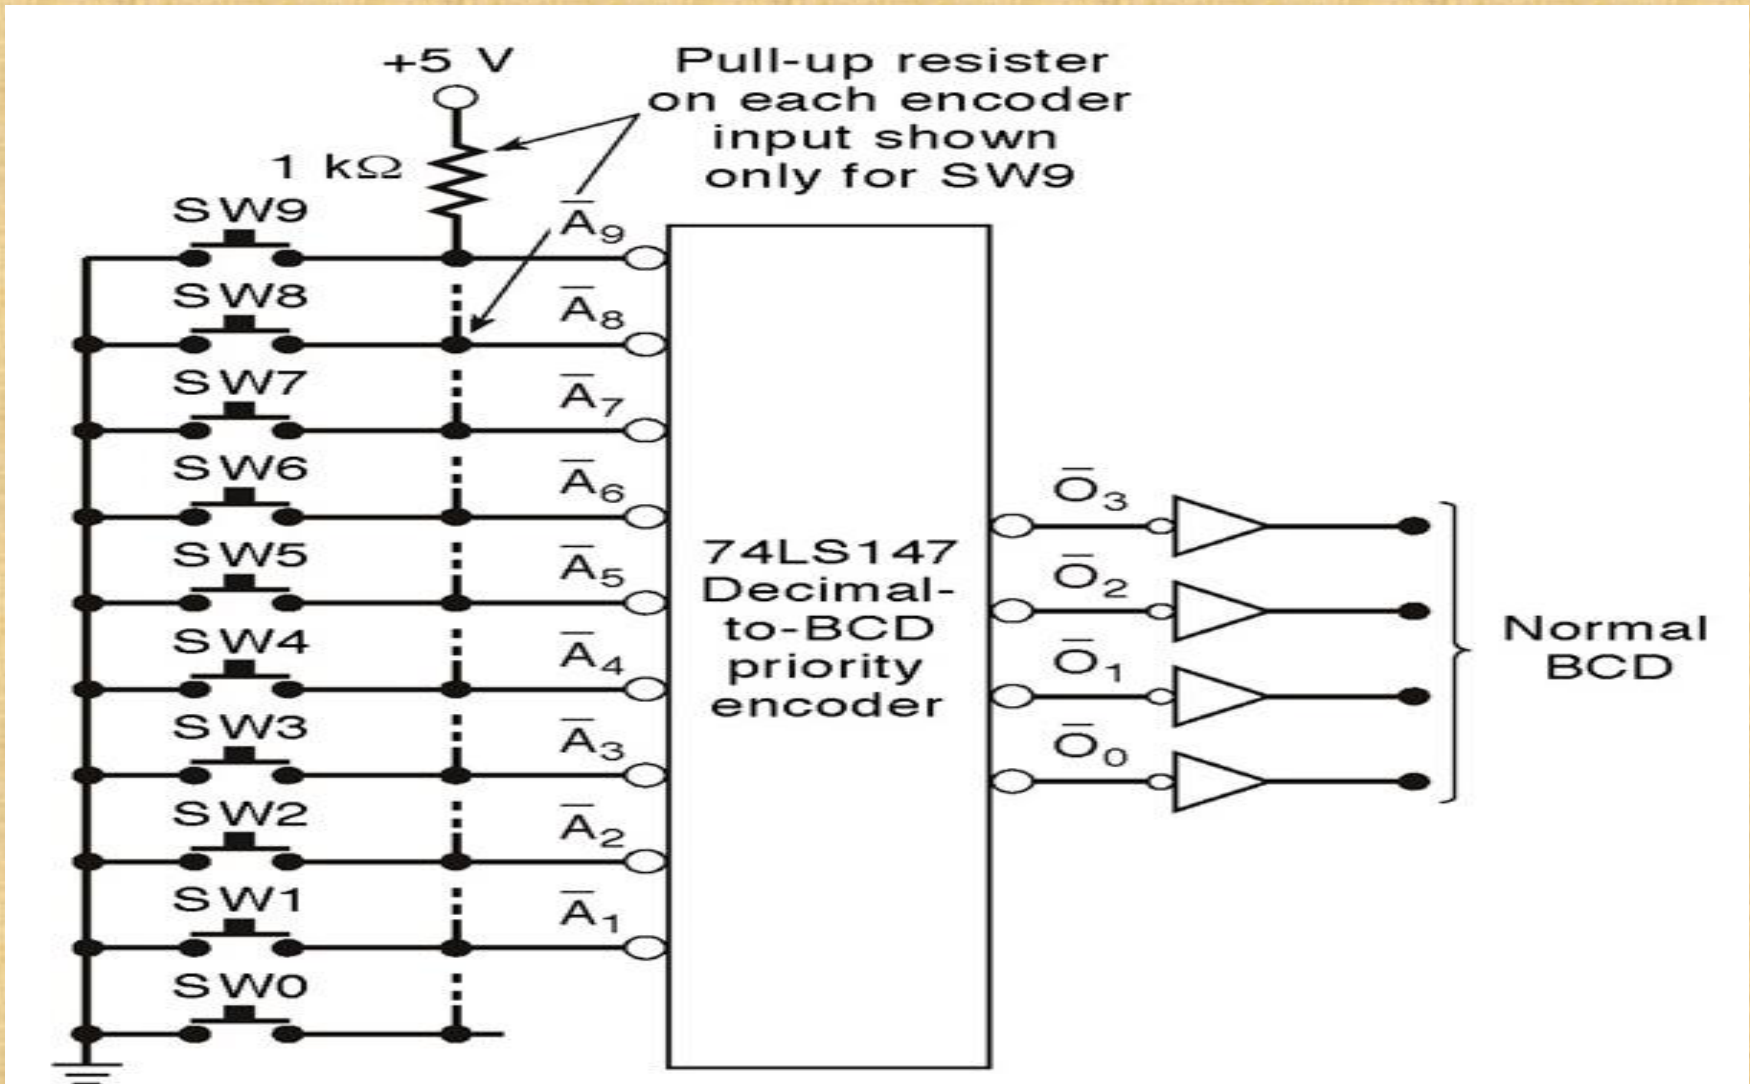 +5 V
Pull-up resister
on each encoder
input shown
only for SW9
1 kΩ
SW9
A̅9
SW8
A̅8
SW7
A̅7
SW6
A̅6
SW5
A̅5
SW4
A̅4
SW3
A̅3
SW2
A̅2
SW1
A̅1
SW0
74LS147
Decimal-
to-BCD
priority
encoder
O̅3
O̅2
O̅1
O̅0
Normal
BCD